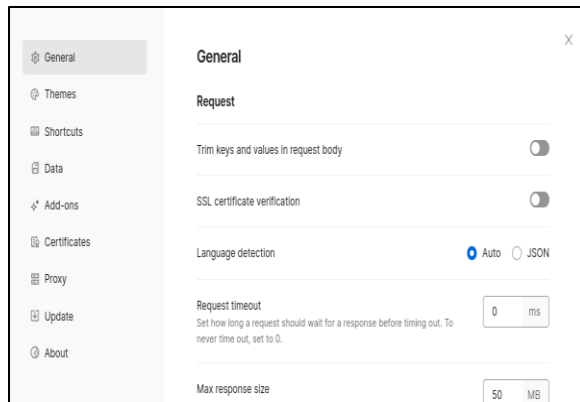 General
Themes
Shortcuts
Data
Add-ons
Certificates
Proxy
Update
About
X
General
Request
Trim keys and values in request body
SSL certificate verification
Language detection
Auto
JSON
Request timeout
Set how long a request should wait for a response before timing out. To
never time out, set to 0.
0 ms
Max response size
50 MB